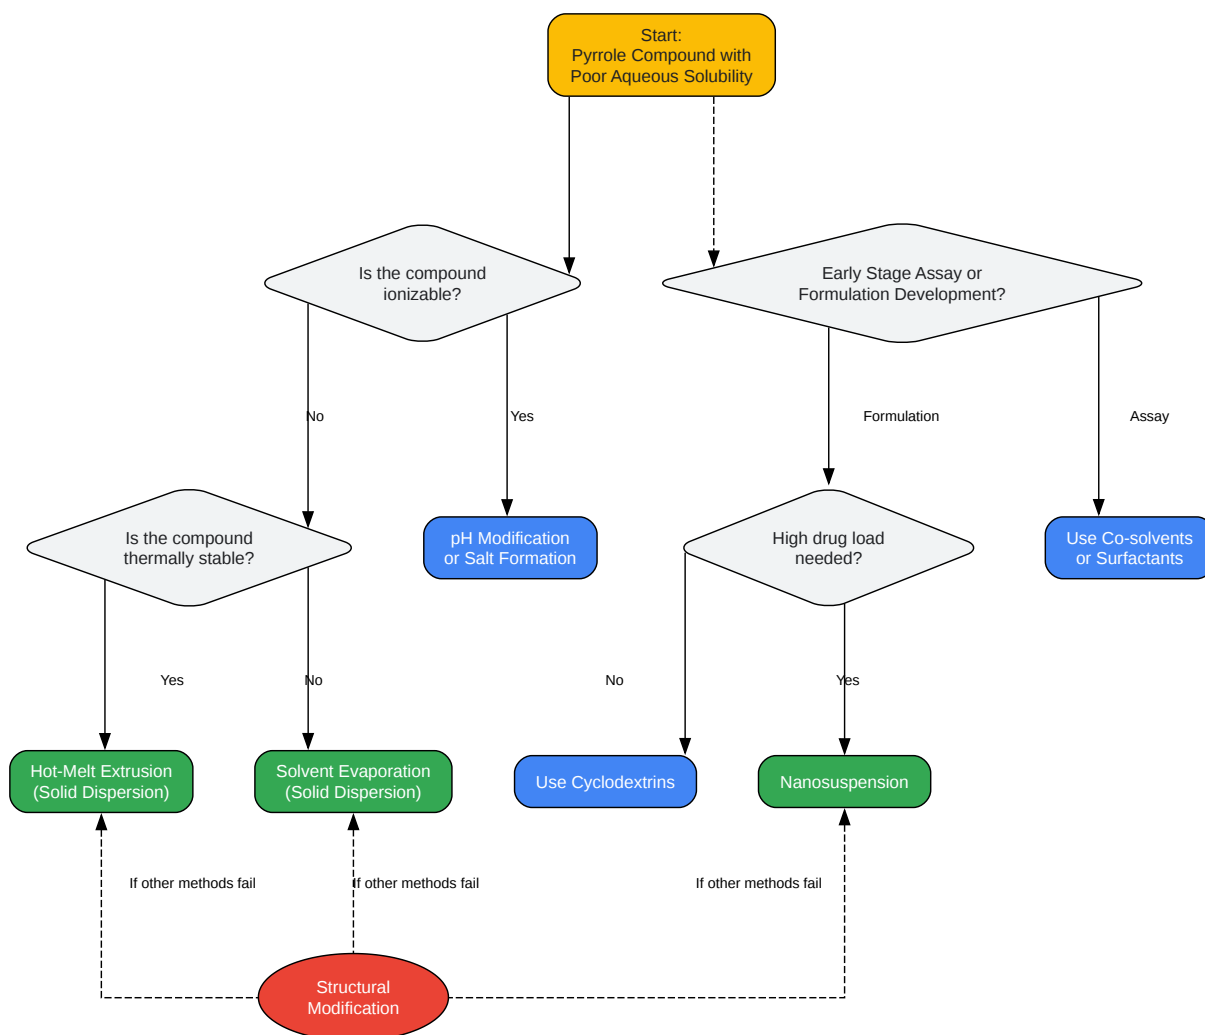 Start:
Pyrrole Compound with
Poor Aqueous Solubility
Is the compound
ionizable?
Early Stage Assay or
Formulation Development?
No
Yes
Formulation
Assay
Is the compound
thermally stable?
pH Modification
or Salt Formation
High drug load
needed?
Use Co-solvents
or Surfactants
Yes
No
No
Yes
Hot-Melt Extrusion
(Solid Dispersion)
Solvent Evaporation
(Solid Dispersion)
Use Cyclodextrins
Nanosuspension
If other methods fail
If other methods fail
If other methods fail
Structural
Modification